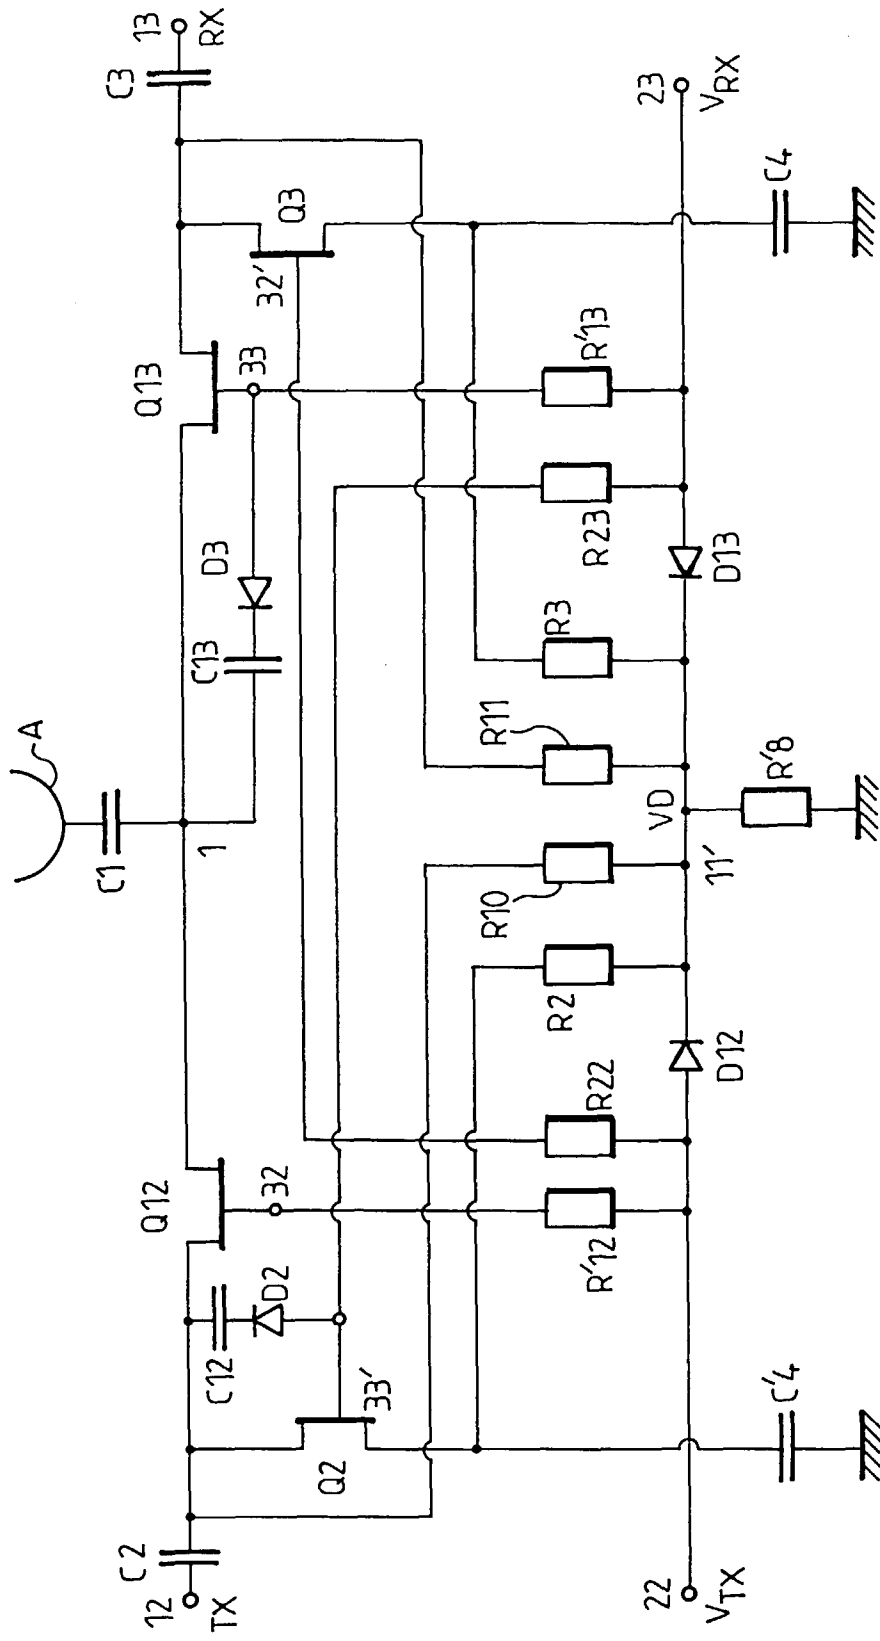 A
C1
1
12
TX
C2
Q2
33'
C12
D2
Q12
32
C13
D3
Q13
33
32'
Q3
C3
13
RX
R'12
R22
R2
R10
R11
R3
R23
R'13
22
VTX
C'4
D12
11'
VD
R'8
D13
C4
23
VRX